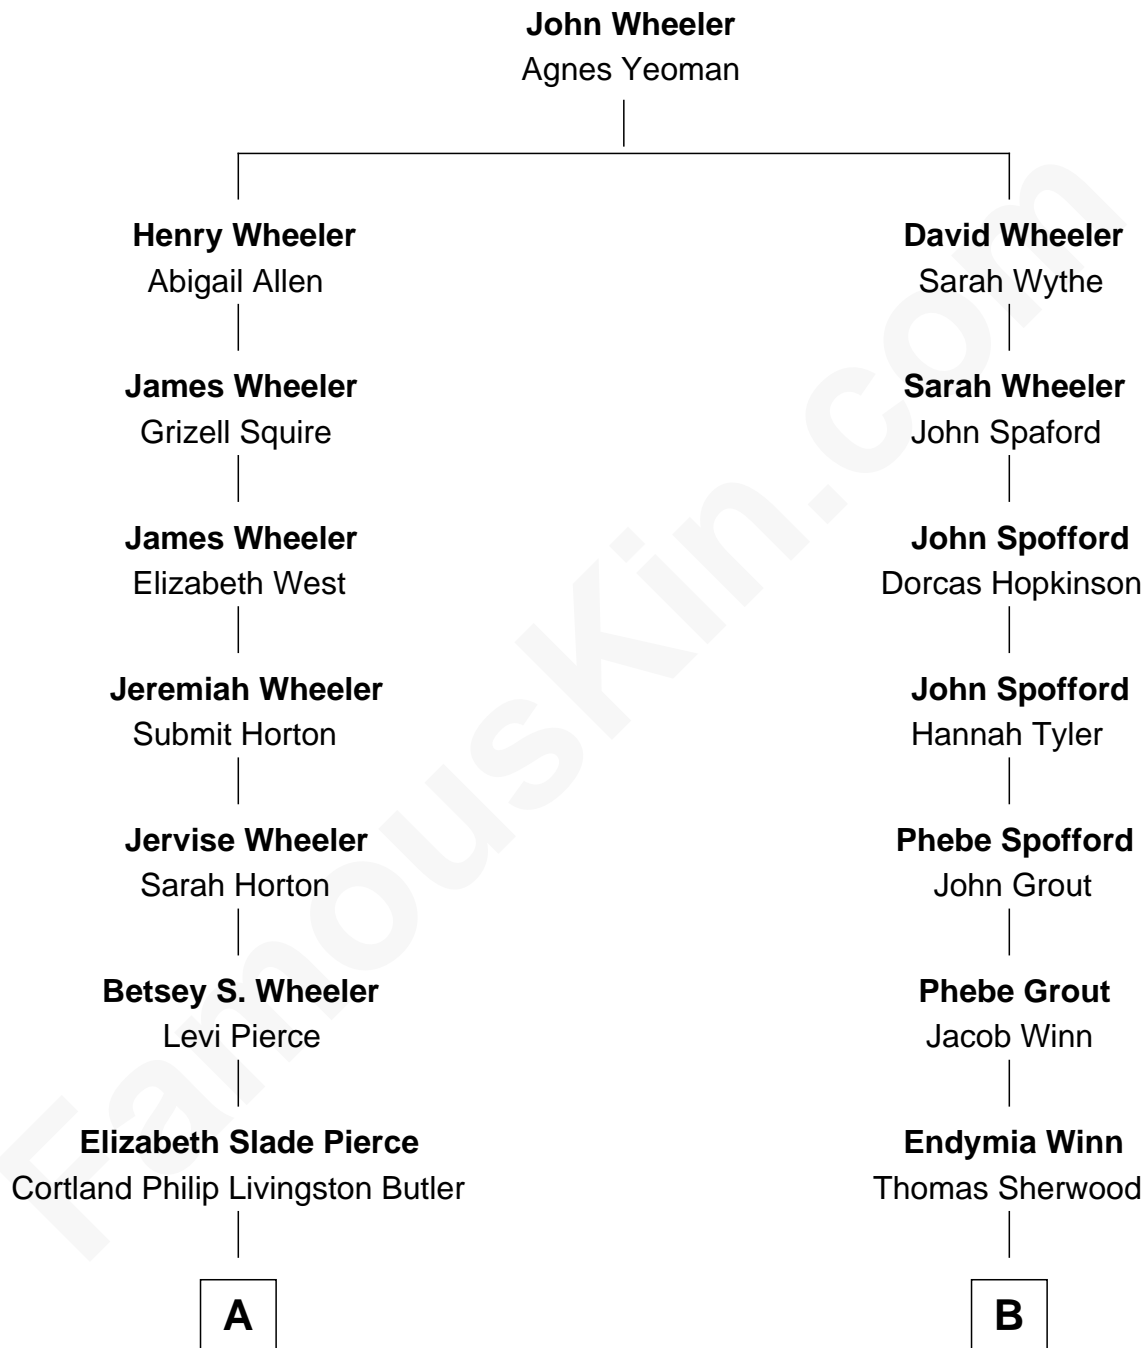 John Wheeler
Agnes Yeoman
Henry Wheeler
Abigail Allen
David Wheeler
Sarah Wythe
James Wheeler
Grizell Squire
Sarah Wheeler
John Spaford
James Wheeler
Elizabeth West
John Spofford
Dorcas Hopkinson
Jeremiah Wheeler
Submit Horton
John Spofford
Hannah Tyler
Jervise Wheeler
Sarah Horton
Phebe Spofford
John Grout
Betsey S. Wheeler
Levi Pierce
Phebe Grout
Jacob Winn
Elizabeth Slade Pierce
Cortland Philip Livingston Butler
Endymia Winn
Thomas Sherwood
A
B
FamousKin.com